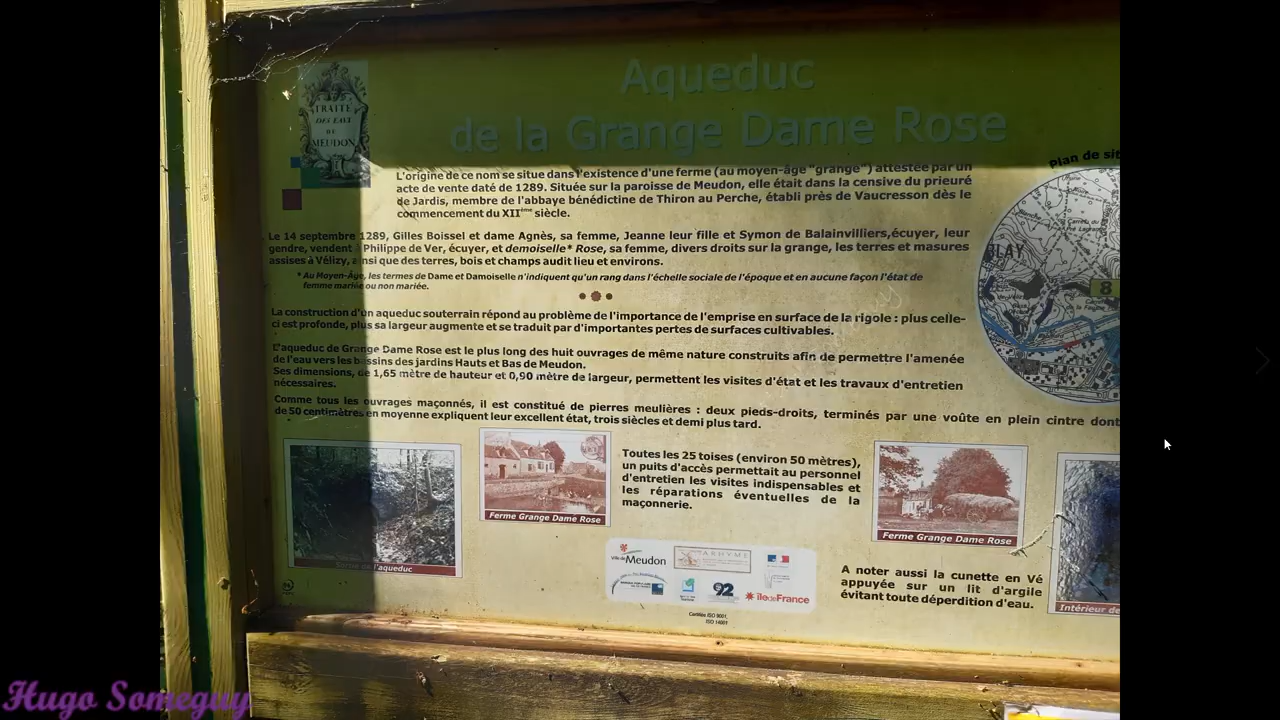 Aqueduc
de la Grange Dame Rose
TRAITÉ
DES EAUX
DE
MEUDON
L'origine de ce nom se situe dans l'existence d'une ferme (au moyen-âge "grange") attestée par un
acte de vente daté de 1289. Située sur la paroisse de Meudon, elle était dans la censive du prieuré
de Jardis, membre de l'abbaye bénédictine de Thiron au Perche, établi près de Vaucresson dès le
commencement du XIIème siècle.
Plan de sit
Le 14 septembre 1289, Gilles Boissel et dame Agnès, sa femme, Jeanne leur fille et Symon de Balainvilliers,écuyer, leur
gendre, vendent à Philippe de Ver, écuyer, et demoiselle* Rose, sa femme, divers droits sur la grange, les terres et masures
assises à Vélizy, ainsi que des terres, bois et champs audit lieu et environs.
* Au Moyen-Âge, les termes de Dame et Damoiselle n'indiquent qu'un rang dans l'échelle sociale de l'époque et en aucune façon l'état de
femme mariée ou non mariée.
LAY
8
La construction d'un aqueduc souterrain répond au problème de l'importance de l'emprise en surface de la rigole : plus celle-
ci est profonde, plus sa largeur augmente et se traduit par d'importantes pertes de surfaces cultivables.
L'aqueduc de Grange Dame Rose est le plus long des huit ouvrages de même nature construits afin de permettre l'amenée
de l'eau vers les bassins des jardins Hauts et Bas de Meudon.
Ses dimensions, de 1,65 mètre de hauteur et 0,90 mètre de largeur, permettent les visites d'état et les travaux d'entretien
nécessaires.
Comme tous les ouvrages maçonnés, il est constitué de pierres meulières : deux pieds-droits, terminés par une voûte en plein cintre dont
de 50 centimètres en moyenne expliquent leur excellent état, trois siècles et demi plus tard.
Sortie de l'aqueduc
Ferme Grange Dame Rose
Toutes les 25 toises (environ 50 mètres),
un puits d'accès permettait au personnel
d'entretien les visites indispensables et
les réparations éventuelles de la
maçonnerie.
Ferme Grange Dame Rose
A noter aussi la cunette en Vé
appuyée sur un lit d'argile
évitant toute déperdition d'eau.
Intérieur de
Ville de Meudon
ARHYME
92
île de France
Certifiée ISO 9001,
ISO 14001
Hugo Someguy